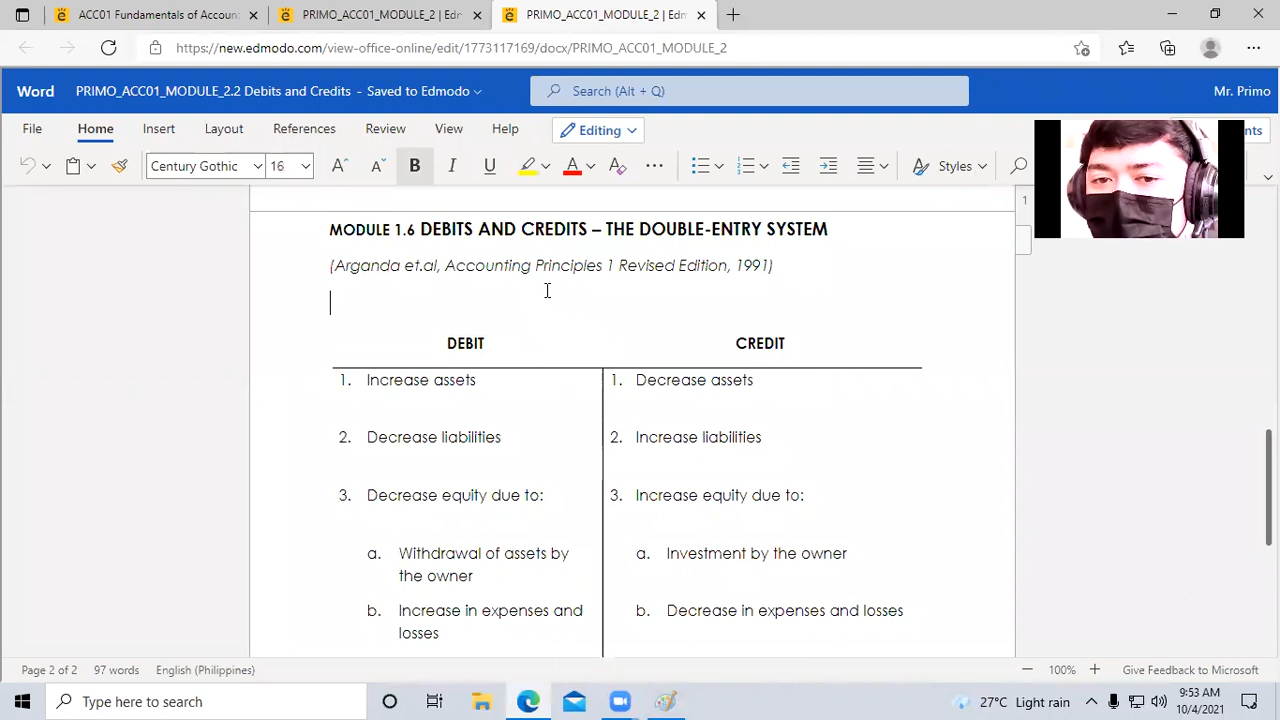 ACC01 Fundamentals of Accoun
PRIMO_ACC01_MODULE_2 | Edm
PRIMO_ACC01_MODULE_2 | Edm
https://new.edmodo.com/view-office-online/edit/1773117169/docx/PRIMO_ACC01_MODULE_2
Word PRIMO_ACC01_MODULE_2.2 Debits and Credits - Saved to Edmodo
Search (Alt + Q)
Mr. Primo
File Home Insert Layout References Review View Help Editing
Century Gothic 16 A A B I U A A Styles
1
MODULE 1.6 DEBITS AND CREDITS – THE DOUBLE-ENTRY SYSTEM
(Arganda et.al, Accounting Principles 1 Revised Edition, 1991)
DEBIT CREDIT
1. Increase assets 1. Decrease assets
2. Decrease liabilities 2. Increase liabilities
3. Decrease equity due to: 3. Increase equity due to:
a. Withdrawal of assets by a. Investment by the owner
the owner
b. Increase in expenses and b. Decrease in expenses and losses
losses
Page 2 of 2 97 words English (Philippines) 100% Give Feedback to Microsoft
Type here to search
27°C Light rain
9:53 AM
10/4/2021